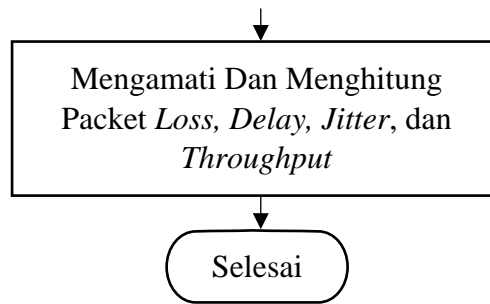 Mengamati Dan Menghitung
Packet Loss, Delay, Jitter, dan
Throughput
Selesai